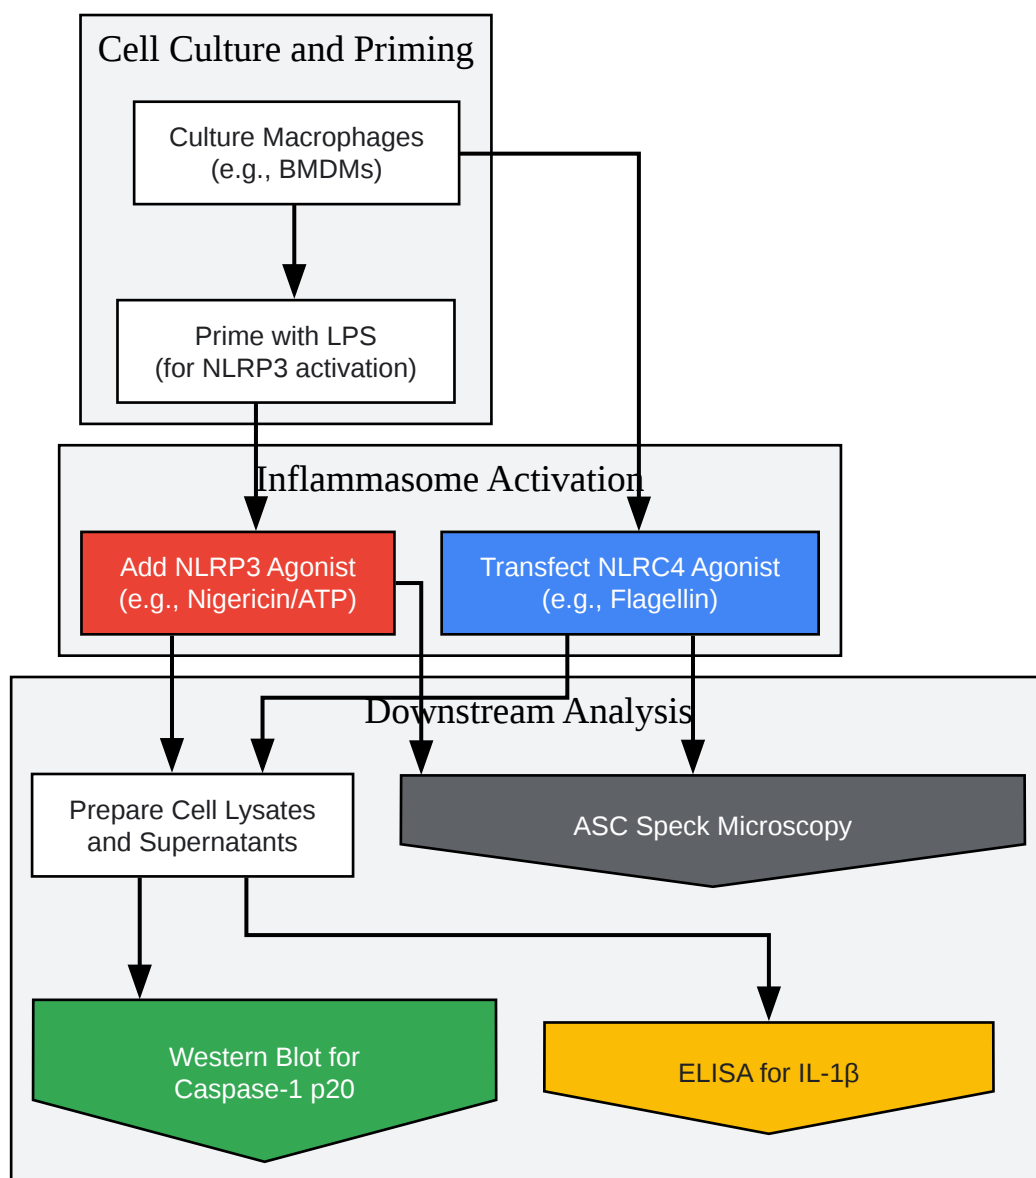 Cell Culture and Priming
Culture Macrophages
(e.g., BMDMs)
Prime with LPS
(for NLRP3 activation)
Inflammasome Activation
Add NLRP3 Agonist
(e.g., Nigericin/ATP)
Transfect NLRC4 Agonist
(e.g., Flagellin)
Downstream Analysis
Prepare Cell Lysates
and Supernatants
ASC Speck Microscopy
Western Blot for
Caspase-1 p20
ELISA for IL-1β